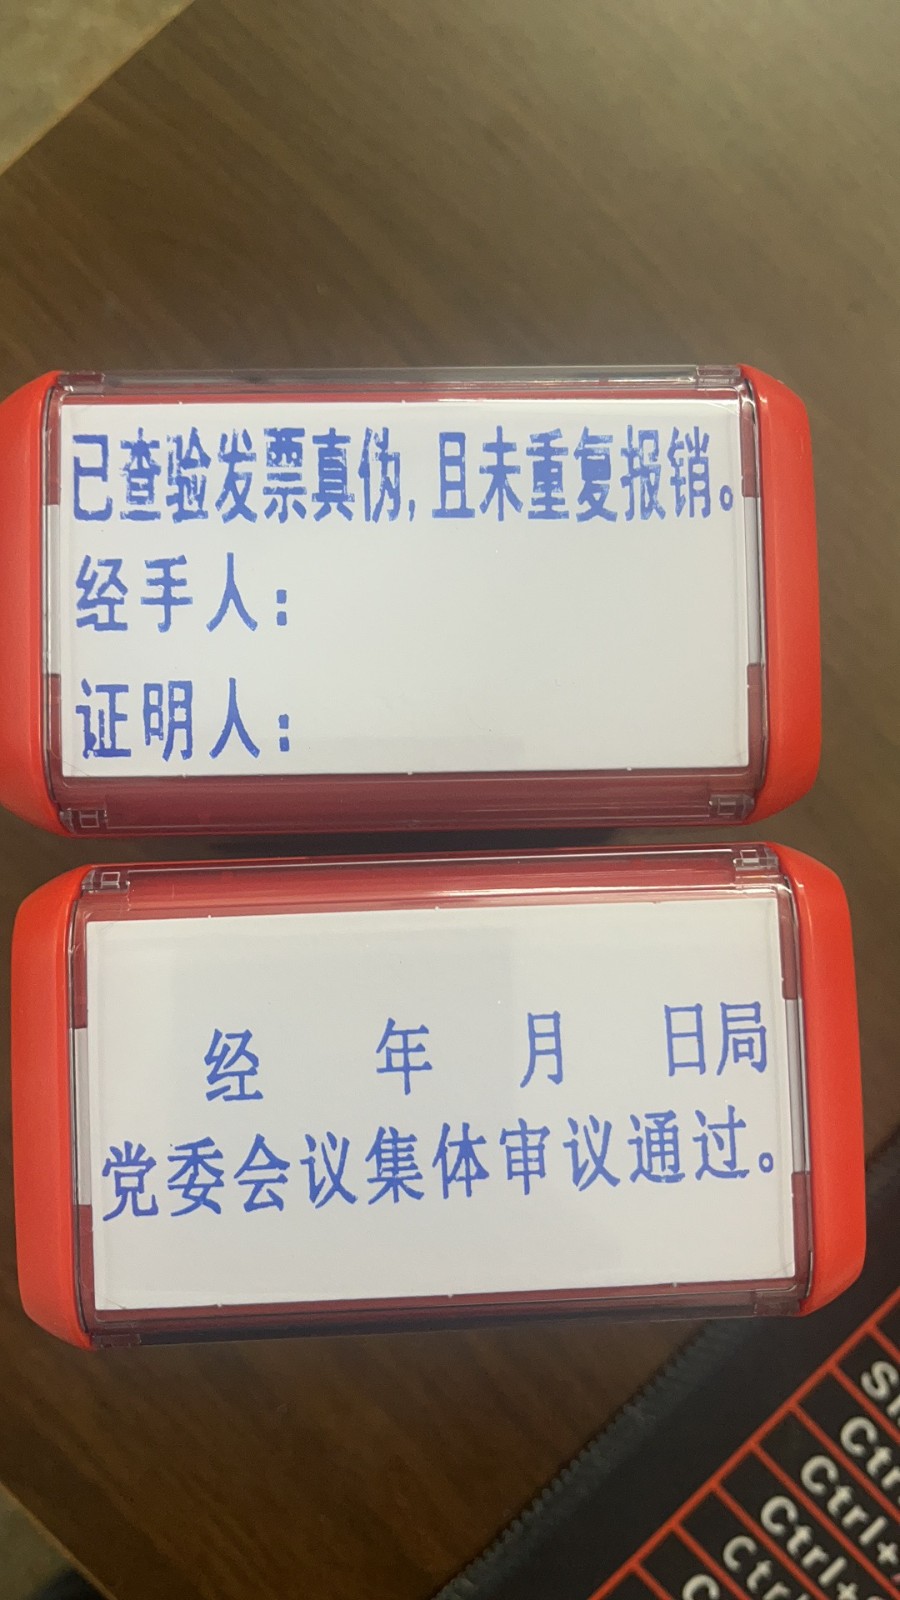 已查验发票真伪,且未重复报销。
经手人:
证明人:
经 年 月 日局
党委会议集体审议通过。
Ctrl+
Ctrl+
Ctrl+